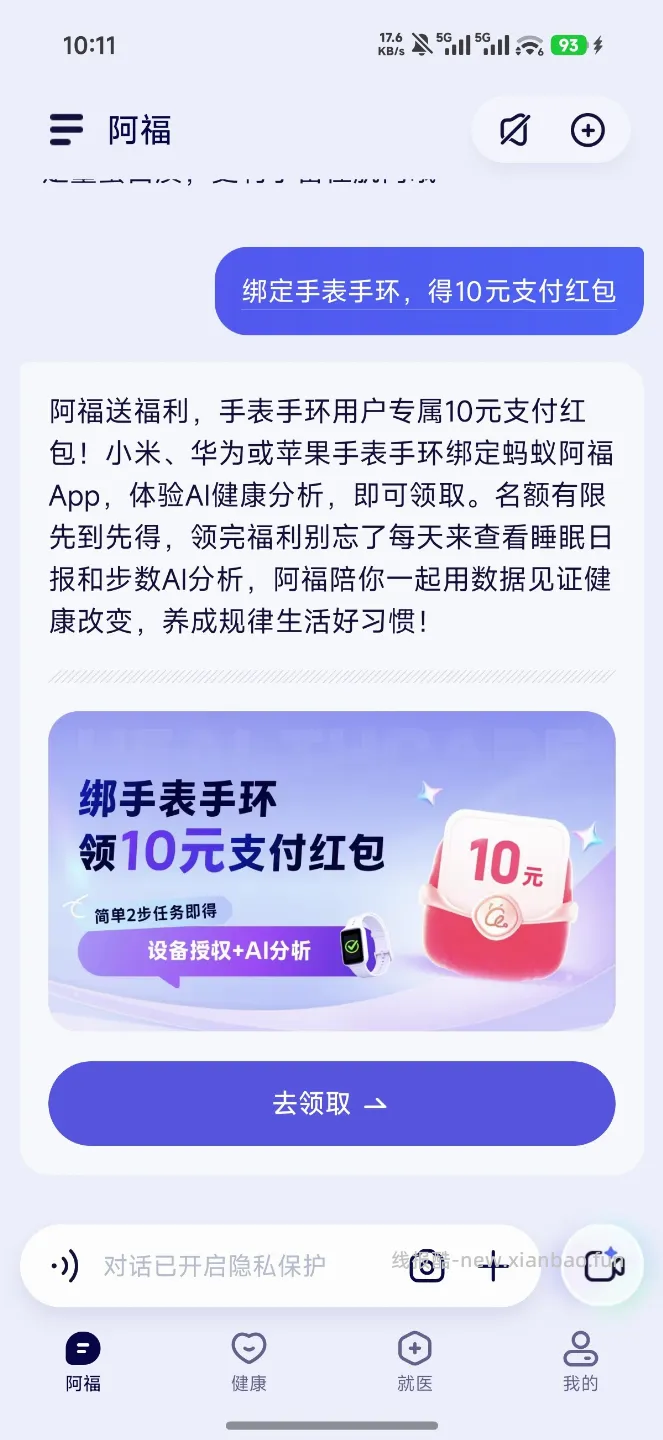 10:11
17.6
KB/s
5G
5G
6
93
阿福
绑定手表手环，得10元支付红包
阿福送福利，手表手环用户专属10元支付红
包！小米、华为或苹果手表手环绑定蚂蚁阿福
App，体验AI健康分析，即可领取。名额有限
先到先得，领完福利别忘了每天来查看睡眠日
报和步数AI分析，阿福陪你一起用数据见证健
康改变，养成规律生活好习惯！
HEALTHCARE
绑手表手环
领10元支付红包
10元
简单2步任务即得
设备授权+AI分析
去领取
对话已开启隐私保护
线报酷-new.xianbao.fun
阿福
健康
就医
我的